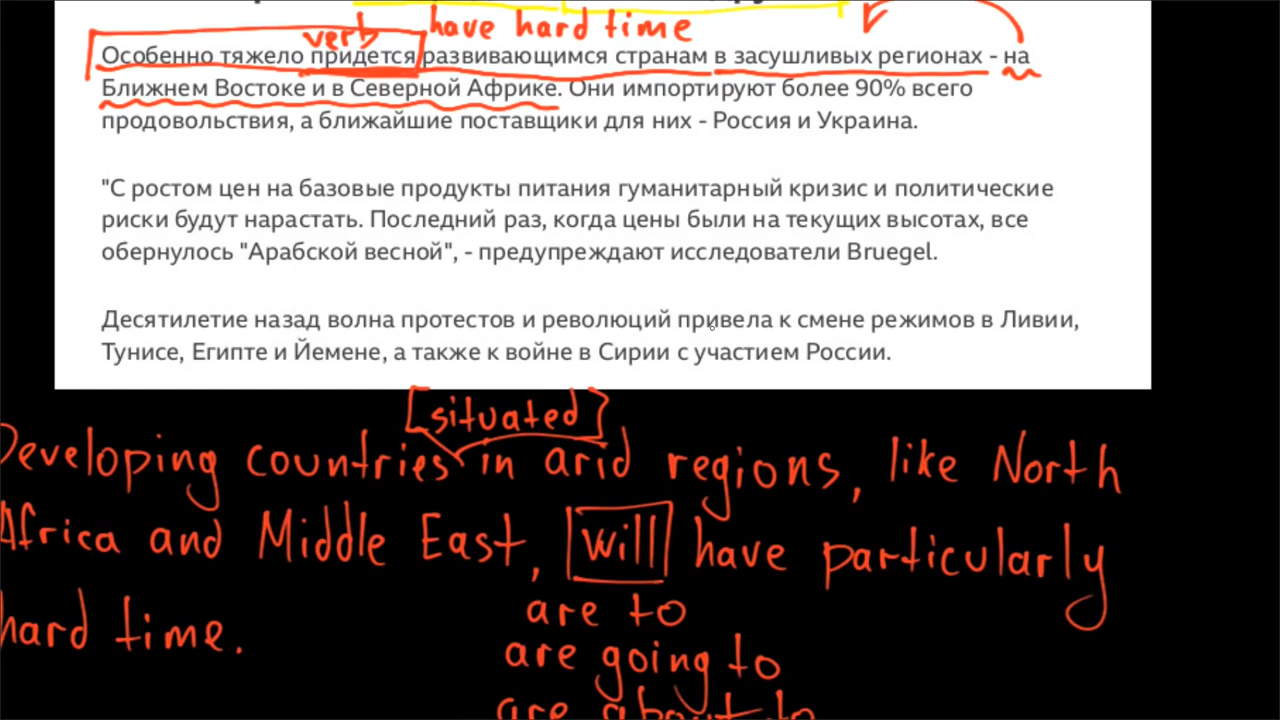 verb have hard time
Особенно тяжело придется развивающимся странам в засушливых регионах - на
Ближнем Востоке и в Северной Африке. Они импортируют более 90% всего
продовольствия, а ближайшие поставщики для них - Россия и Украина.
"С ростом цен на базовые продукты питания гуманитарный кризис и политические
риски будут нарастать. Последний раз, когда цены были на текущих высотах, все
обернулось "Арабской весной", - предупреждают исследователи Bruegel.
Десятилетие назад волна протестов и революций привела к смене режимов в Ливии,
Тунисе, Египте и Йемене, а также к войне в Сирии с участием России.
[situated]
Developing countries in arid regions, like North
Africa and Middle East, will have particularly
hard time.
are to
are going to
are about to